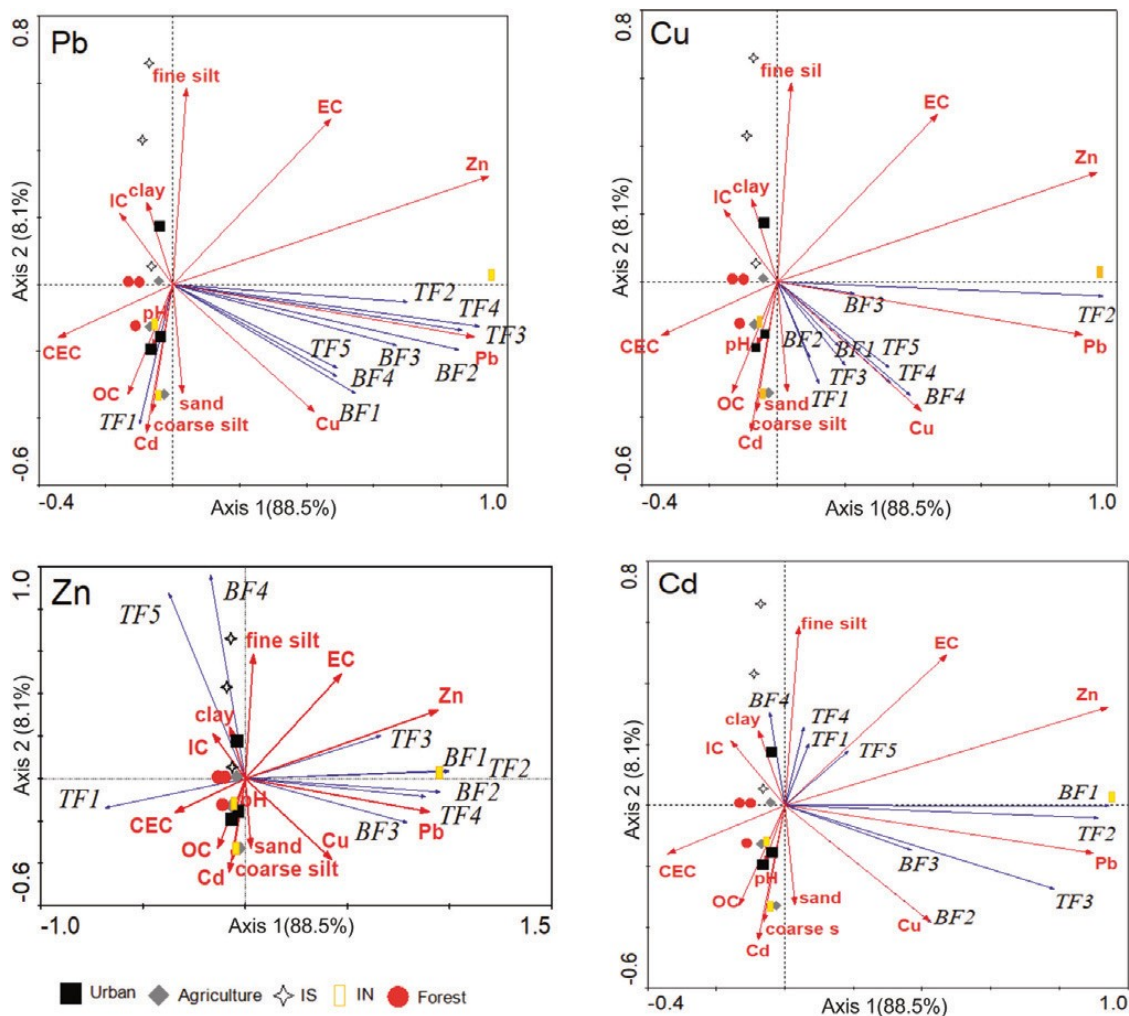 Pb
0.8
fine silt
EC
Zn
clay
IC
Axis 2 (8.1%)
TF2
TF4
TF3
pH
CEC
TF5
BF3
Pb
BF4
BF2
OC
sand
BF1
TF1
coarse silt
Cu
Cd
-0.6
-0.4
Axis 1(88.5%)
1.0
Cu
0.8
fine sil
EC
Zn
clay
IC
Axis 2 (8.1%)
BF3
TF2
BF2
BF1
TF5
Pb
CEC
pH
TF3
TF4
OC
sand
TF1
BF4
coarse silt
Cu
Cd
-0.6
-0.4
Axis 1(88.5%)
1.0
Zn
1.0
BF4
TF5
fine silt
EC
Zn
clay
IC
TF3
Axis 2 (8.1%)
BF1
TF2
BF2
TF1
pH
CEC
Pb
TF4
BF3
OC
sand
Cu
coarse silt
Cd
-0.6
-1.0
Axis 1(88.5%)
1.5
Cd
0.8
fine silt
EC
BF4
Zn
clay
TF4
IC
TF1
TF5
Axis 2 (8.1%)
BF1
TF2
Pb
BF3
CEC
pH
TF3
OC
sand
BF2
Cu
coarse s
Cd
-0.6
-0.4
Axis 1(88.5%)
1.0
Urban Agriculture IS IN Forest